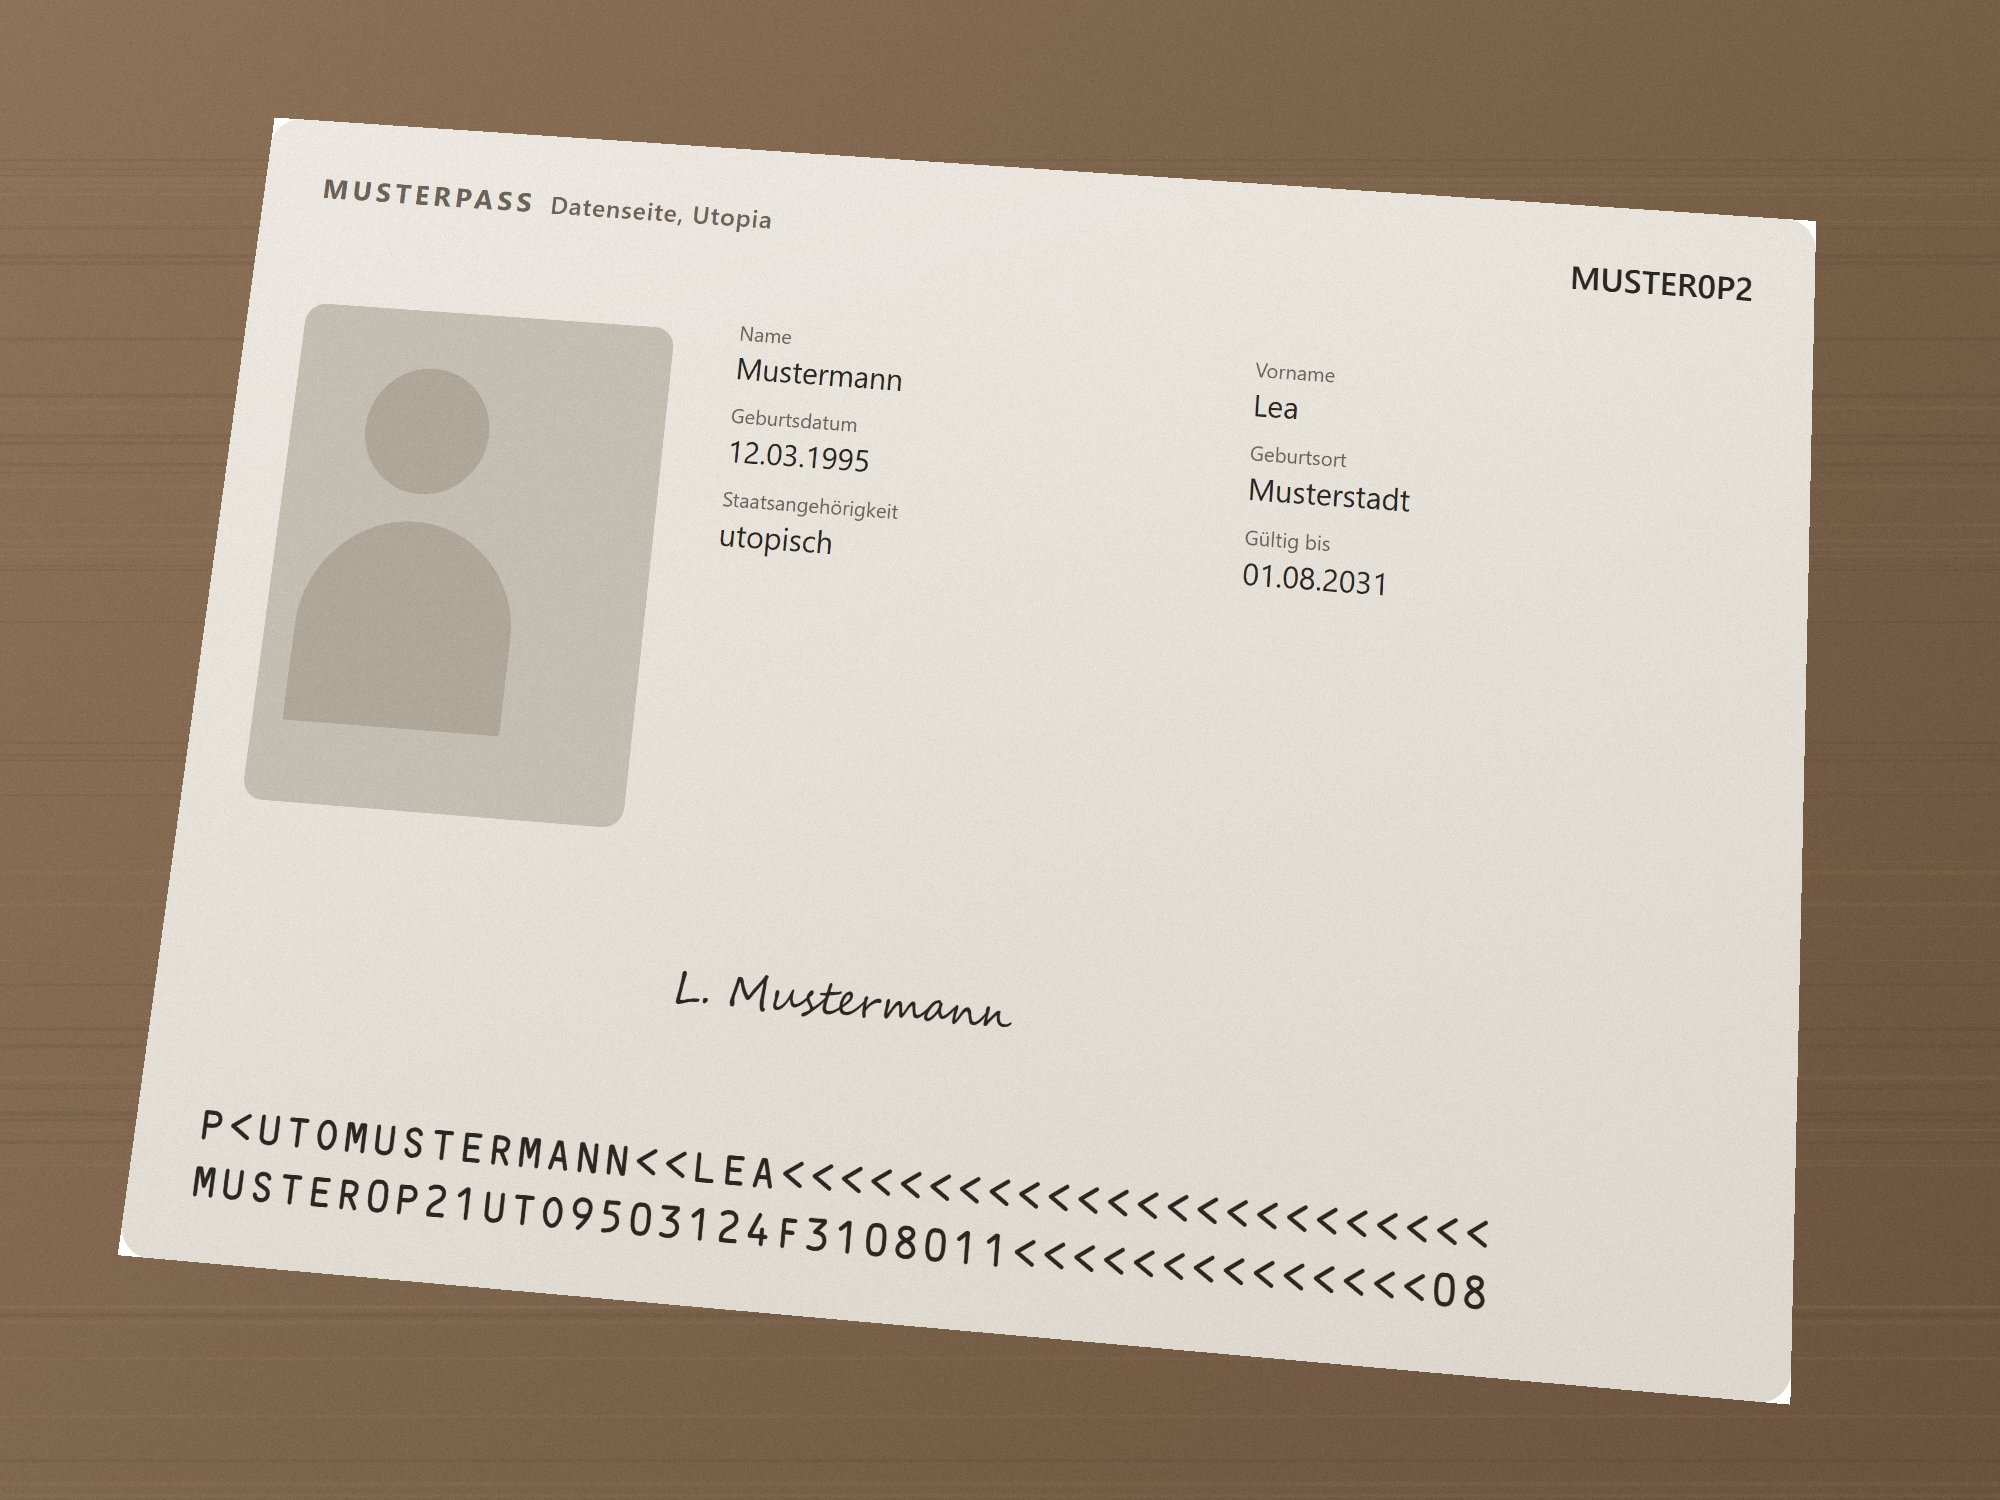 MUSTERPASS Datenseite, Utopia
MUSTER0P2
Name
Mustermann
Vorname
Lea
Geburtsdatum
12.03.1995
Geburtsort
Musterstadt
Staatsangehörigkeit
utopisch
Gültig bis
01.08.2031
L. Mustermann
P<UTOMUSTERMANN<<LEA<<<<<<<<<<<<<<<<<<<<<<<<
MUSTER0P21UTO9503124F3108011<<<<<<<<<<<<<<08